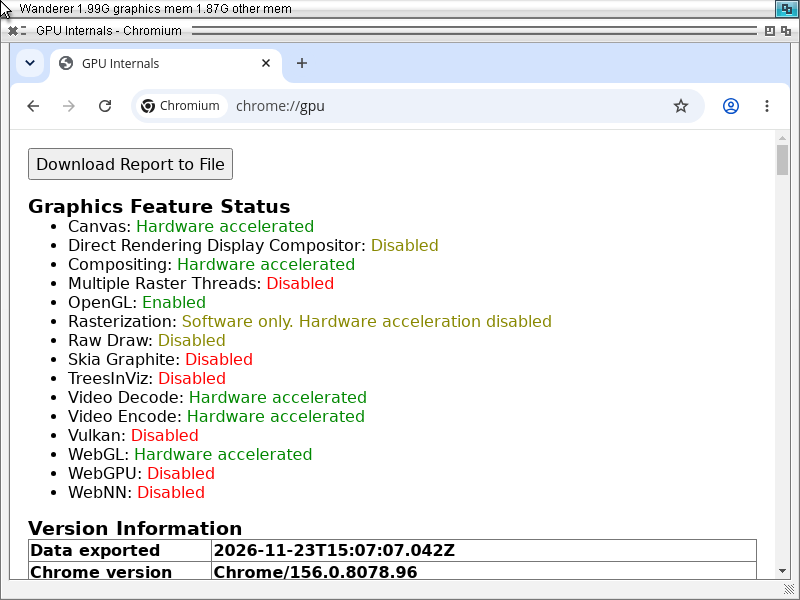 Wanderer 1.99G graphics mem 1.87G other mem
GPU Internals - Chromium
GPU Internals
Chromium chrome://gpu
Download Report to File
Graphics Feature Status
Canvas: Hardware accelerated
Direct Rendering Display Compositor: Disabled
Compositing: Hardware accelerated
Multiple Raster Threads: Disabled
OpenGL: Enabled
Rasterization: Software only. Hardware acceleration disabled
Raw Draw: Disabled
Skia Graphite: Disabled
TreesInViz: Disabled
Video Decode: Hardware accelerated
Video Encode: Hardware accelerated
Vulkan: Disabled
WebGL: Hardware accelerated
WebGPU: Disabled
WebNN: Disabled
Version Information
Data exported 2026-11-23T15:07:07.042Z
Chrome version Chrome/156.0.8078.96